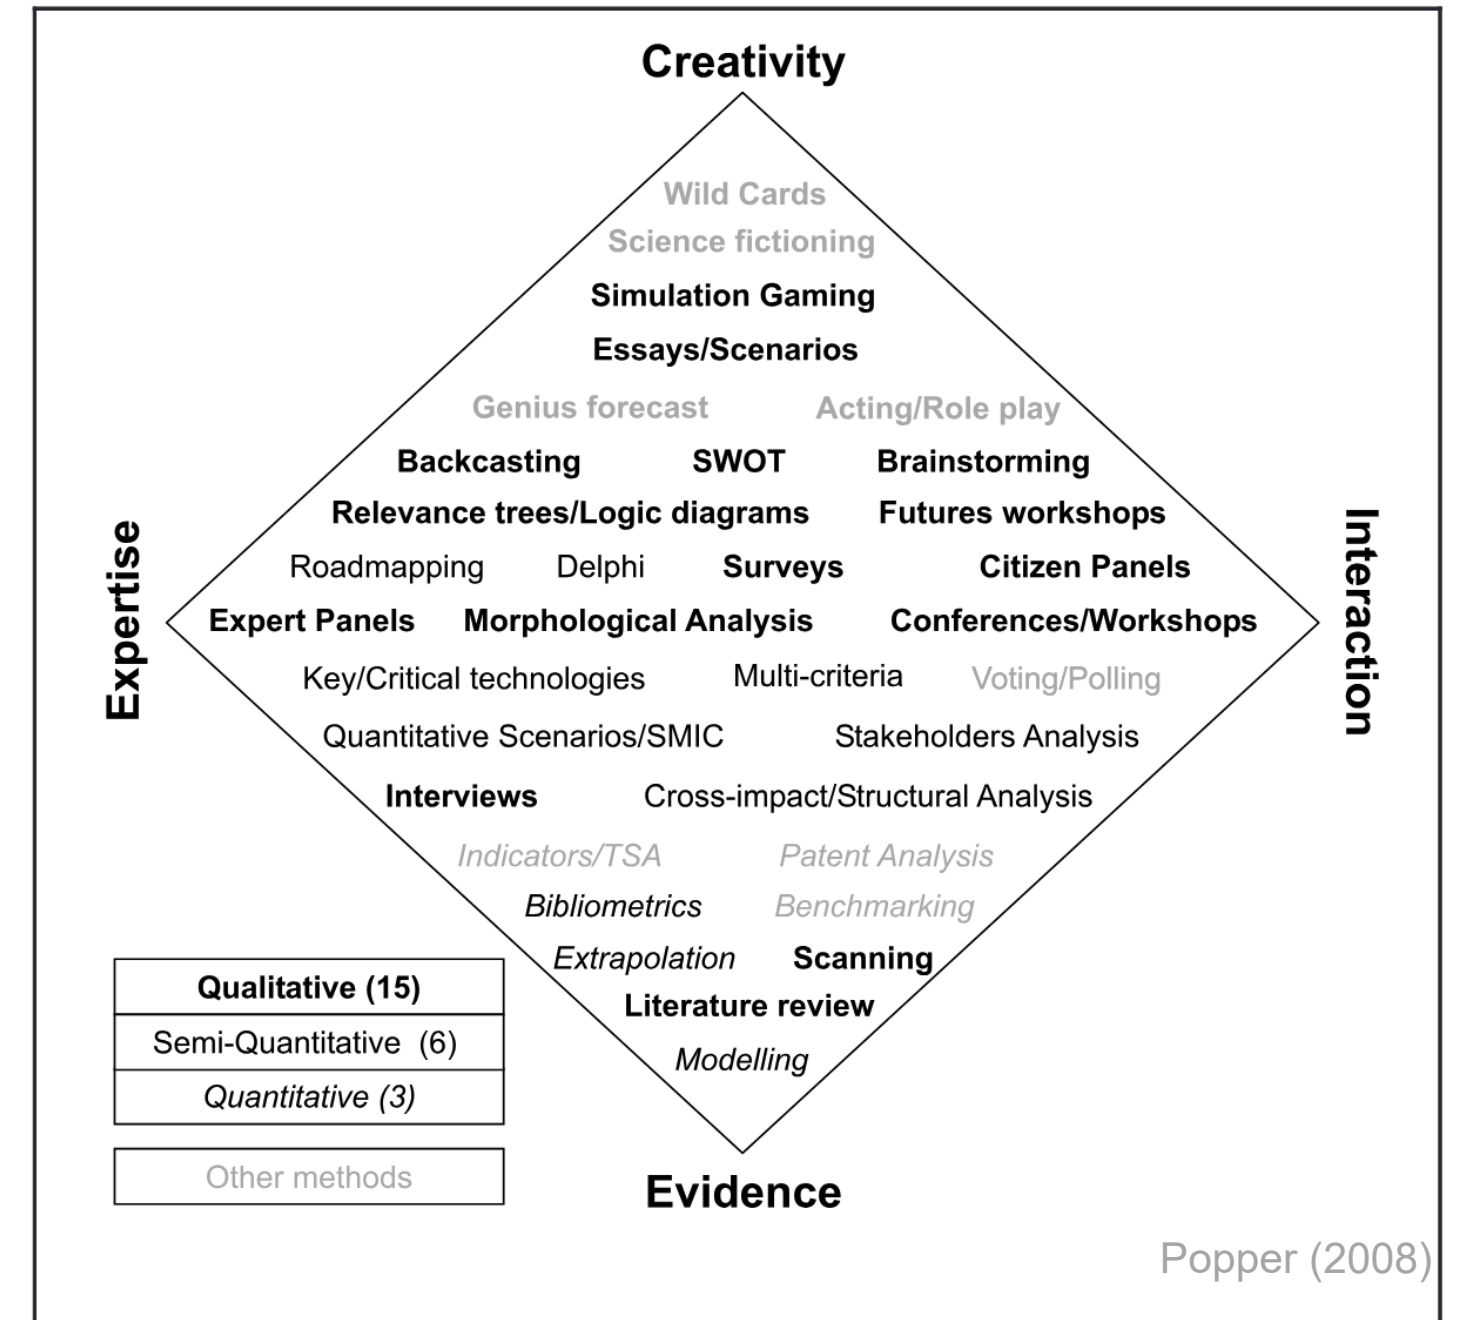 Creativity
Wild Cards
Science fictioning
Simulation Gaming
Essays/Scenarios
Genius forecast Acting/Role play
Backcasting SWOT Brainstorming
Relevance trees/Logic diagrams Futures workshops
Roadmapping Delphi Surveys Citizen Panels
Expertise
Expert Panels Morphological Analysis Conferences/Workshops
Interaction
Key/Critical technologies Multi-criteria Voting/Polling
Quantitative Scenarios/SMIC Stakeholders Analysis
Interviews Cross-impact/Structural Analysis
Indicators/TSA Patent Analysis
Bibliometrics Benchmarking
Extrapolation Scanning
Literature review
Modelling
Evidence
Qualitative (15)
Semi-Quantitative (6)
Quantitative (3)
Other methods
Popper (2008)